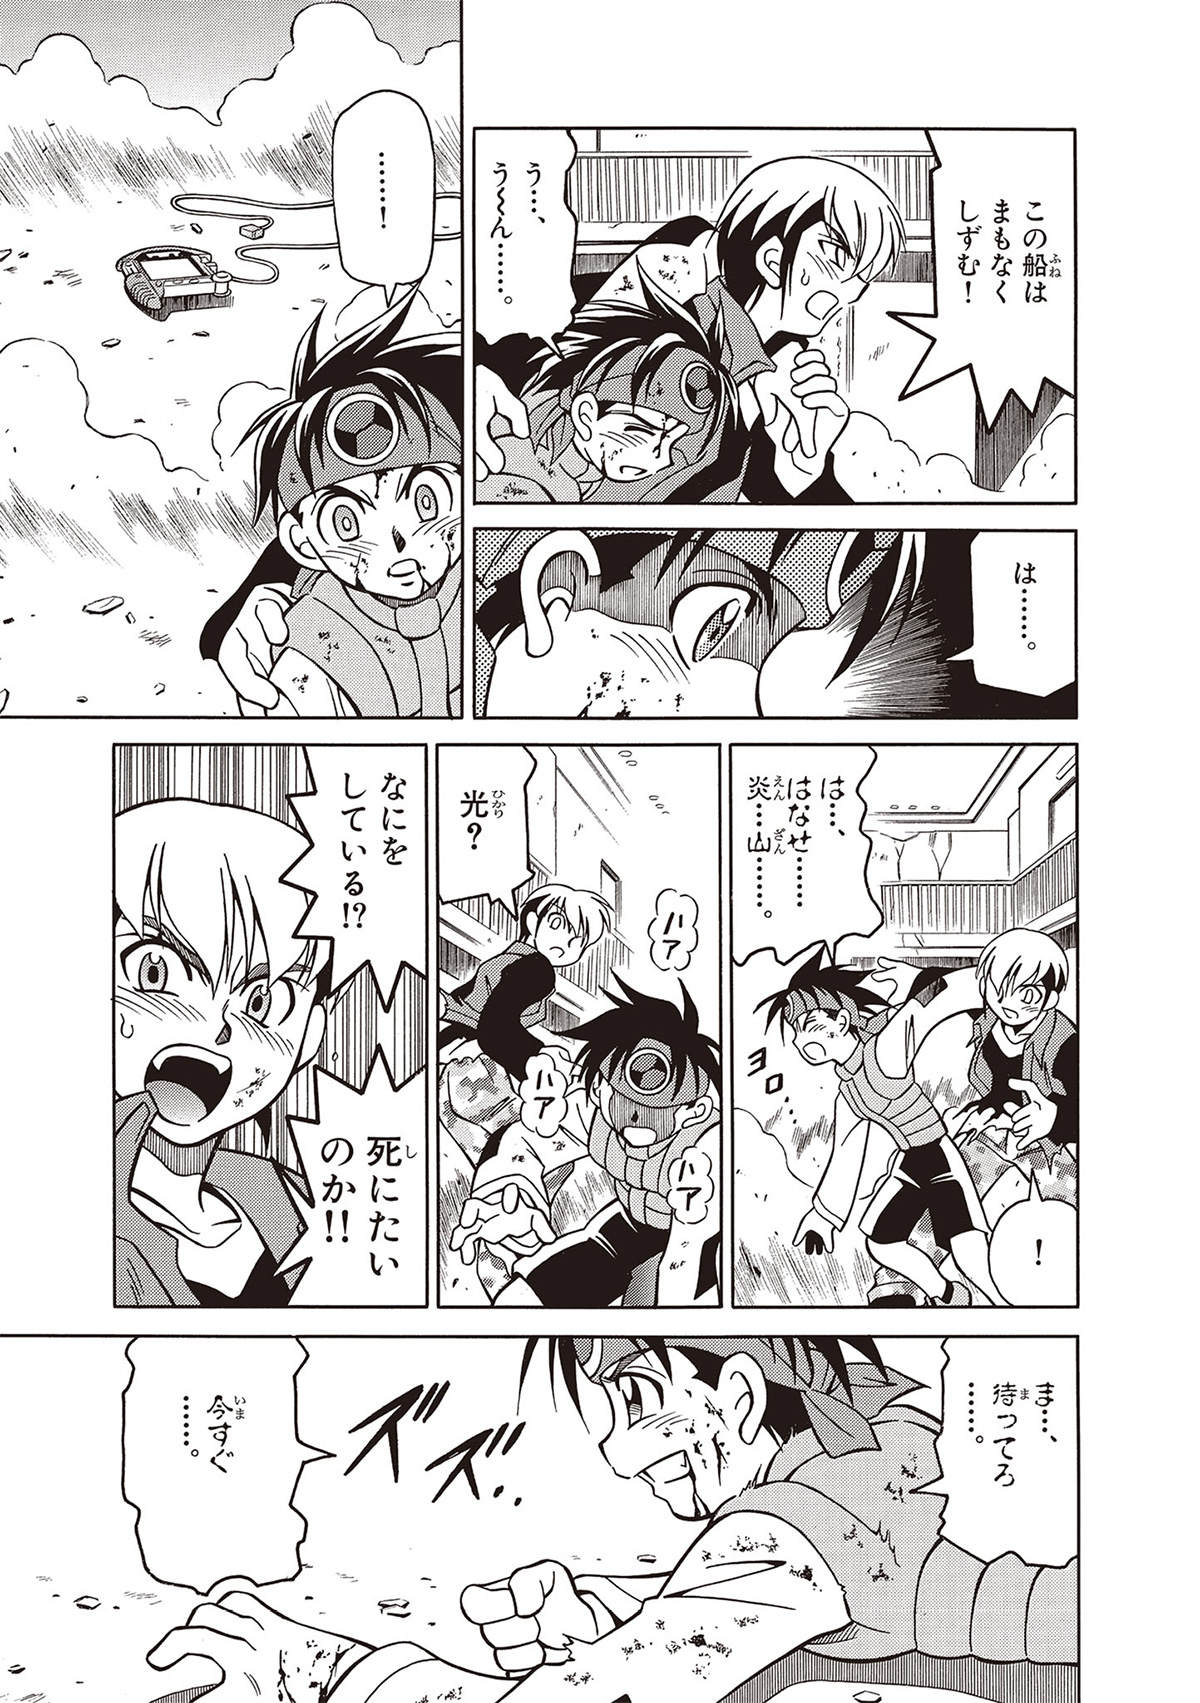 この船は
まもなく
しずむ!
う…、
う〜ん……。
は……。
……!
は…、
はなせ……
炎…山……。
!
ヨロ……
光?
ハァ
ハァ
ハァ
なにを
している!?
死にたい
のか!!
ま…、
待ってろ
……。
ズズ..
今すぐ
……。